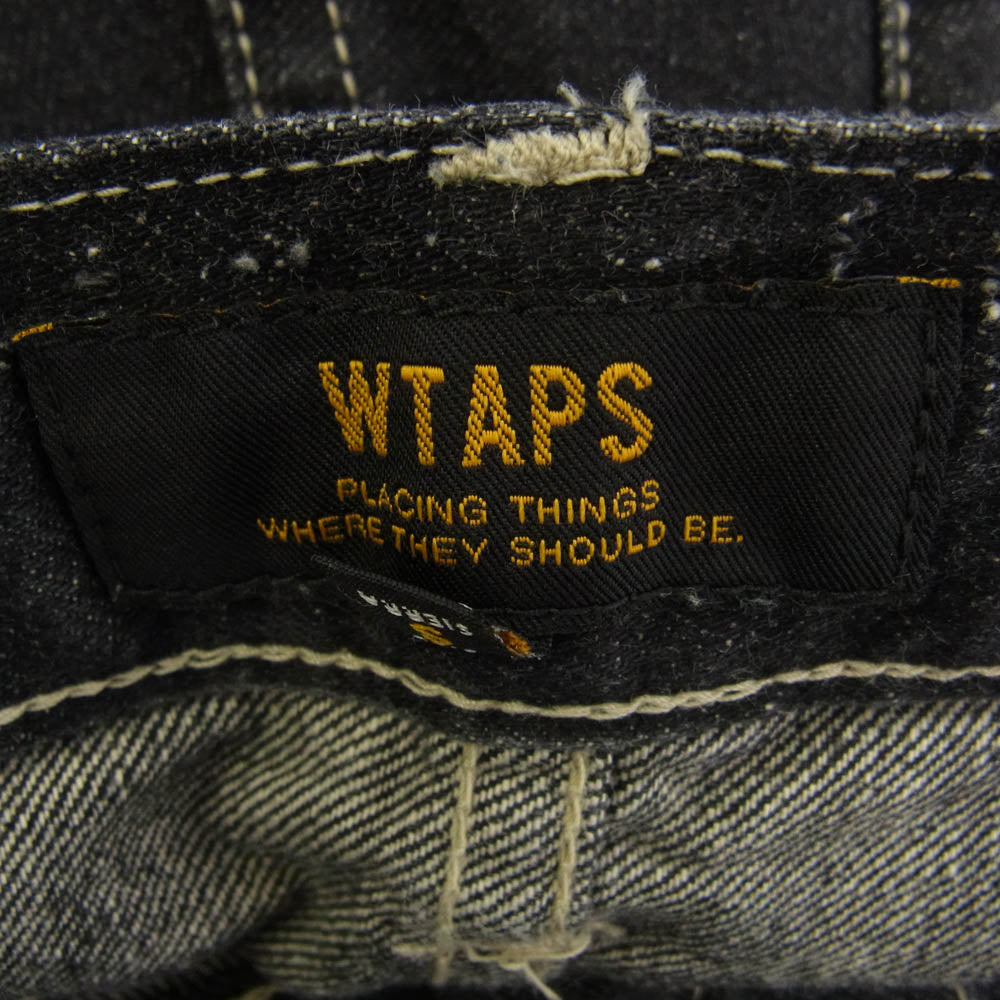 WTAPS
PLACING THINGS
WHERE THEY SHOULD BE.
SIERRA